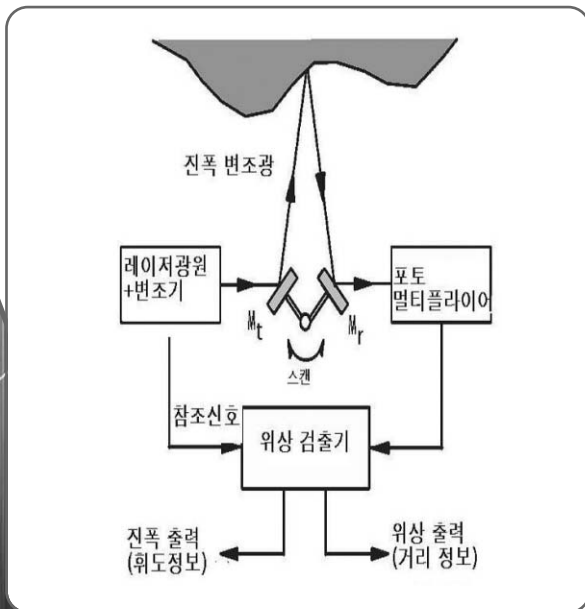 진폭 변조광
레이저광원
+변조기
포토
멀티플라이어
Mt
Mr
스캔
참조신호
위상 검출기
진폭 출력
(휘도정보)
위상 출력
(거리 정보)